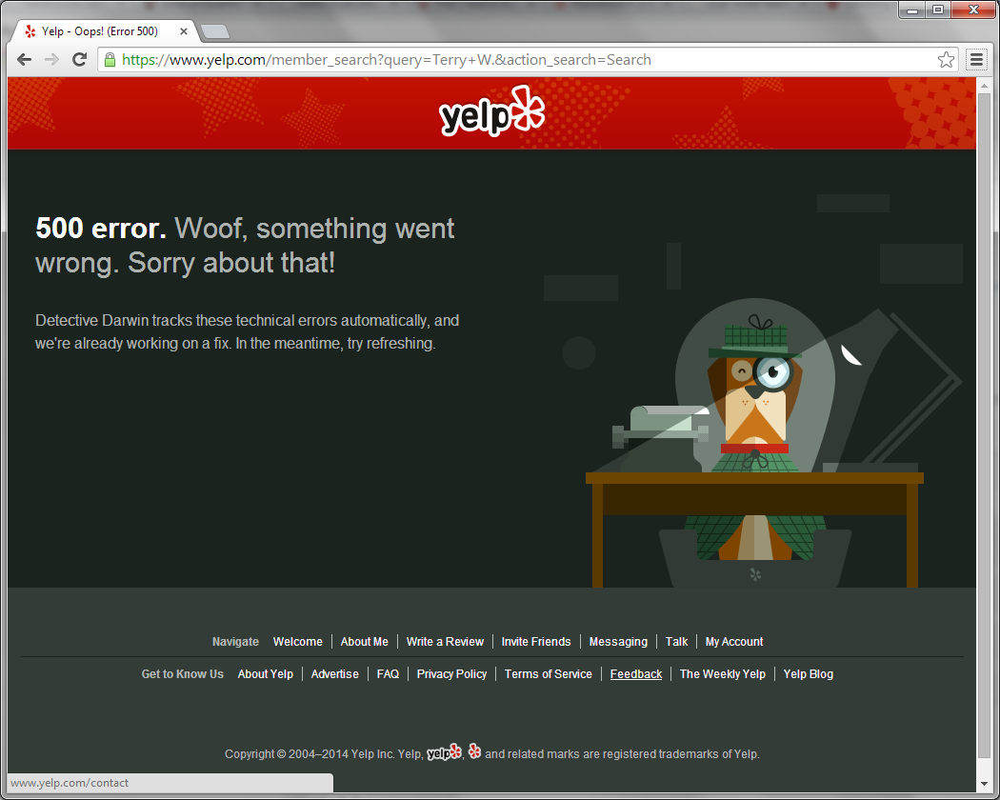 Yelp - Oops! (Error 500)
https://www.yelp.com/member_search?query=Terry+W.&action_search=Search
yelp
500 error. Woof, something went
wrong. Sorry about that!
Detective Darwin tracks these technical errors automatically, and
we're already working on a fix. In the meantime, try refreshing.
Navigate Welcome About Me Write a Review Invite Friends Messaging Talk My Account
Get to Know Us About Yelp Advertise FAQ Privacy Policy Terms of Service Feedback The Weekly Yelp Yelp Blog
Copyright © 2004–2014 Yelp Inc. Yelp, yelp, and related marks are registered trademarks of Yelp.
www.yelp.com/contact